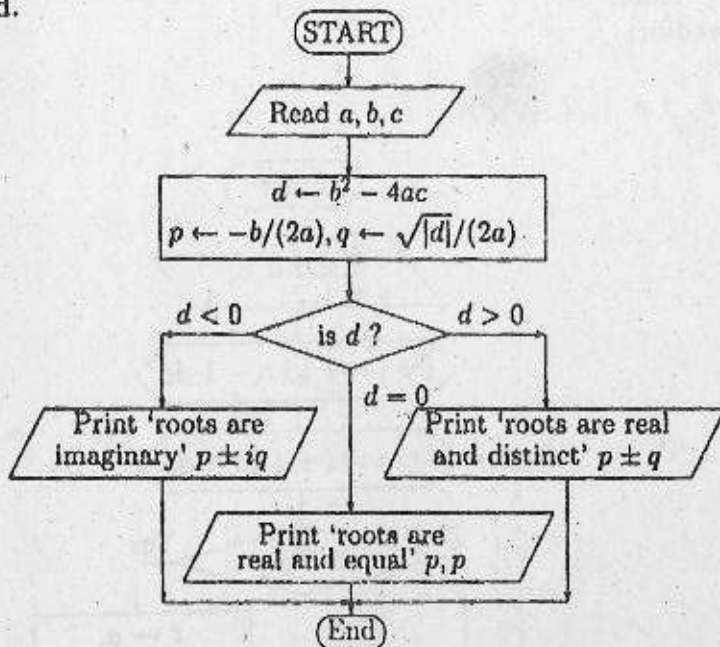 d.
START
Read a, b, c
d ← b² − 4ac
p ← −b/(2a), q ← √|d|/(2a)
d < 0
is d ?
d > 0
d = 0
Print 'roots are
imaginary' p ± iq
Print 'roots are real
and distinct' p ± q
Print 'roots are
real and equal' p, p
End